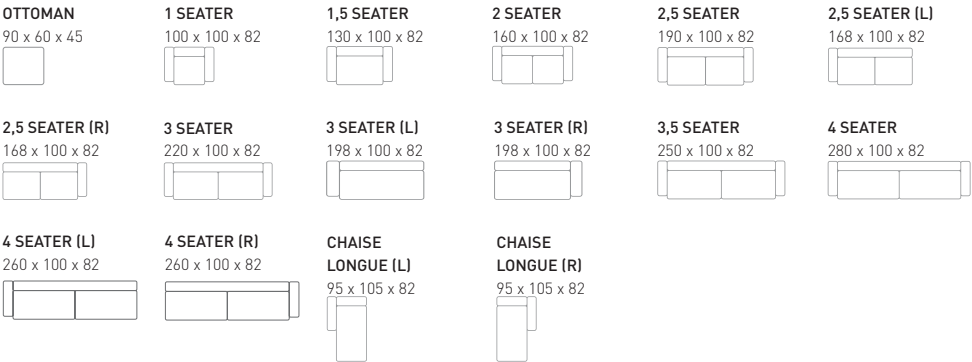 OTTOMAN
90 x 60 x 45
1 SEATER
100 x 100 x 82
1,5 SEATER
130 x 100 x 82
2 SEATER
160 x 100 x 82
2,5 SEATER
190 x 100 x 82
2,5 SEATER (L)
168 x 100 x 82
2,5 SEATER (R)
168 x 100 x 82
3 SEATER
220 x 100 x 82
3 SEATER (L)
198 x 100 x 82
3 SEATER (R)
198 x 100 x 82
3,5 SEATER
250 x 100 x 82
4 SEATER
280 x 100 x 82
4 SEATER (L)
260 x 100 x 82
4 SEATER (R)
260 x 100 x 82
CHAISE
LONGUE (L)
95 x 105 x 82
CHAISE
LONGUE (R)
95 x 105 x 82